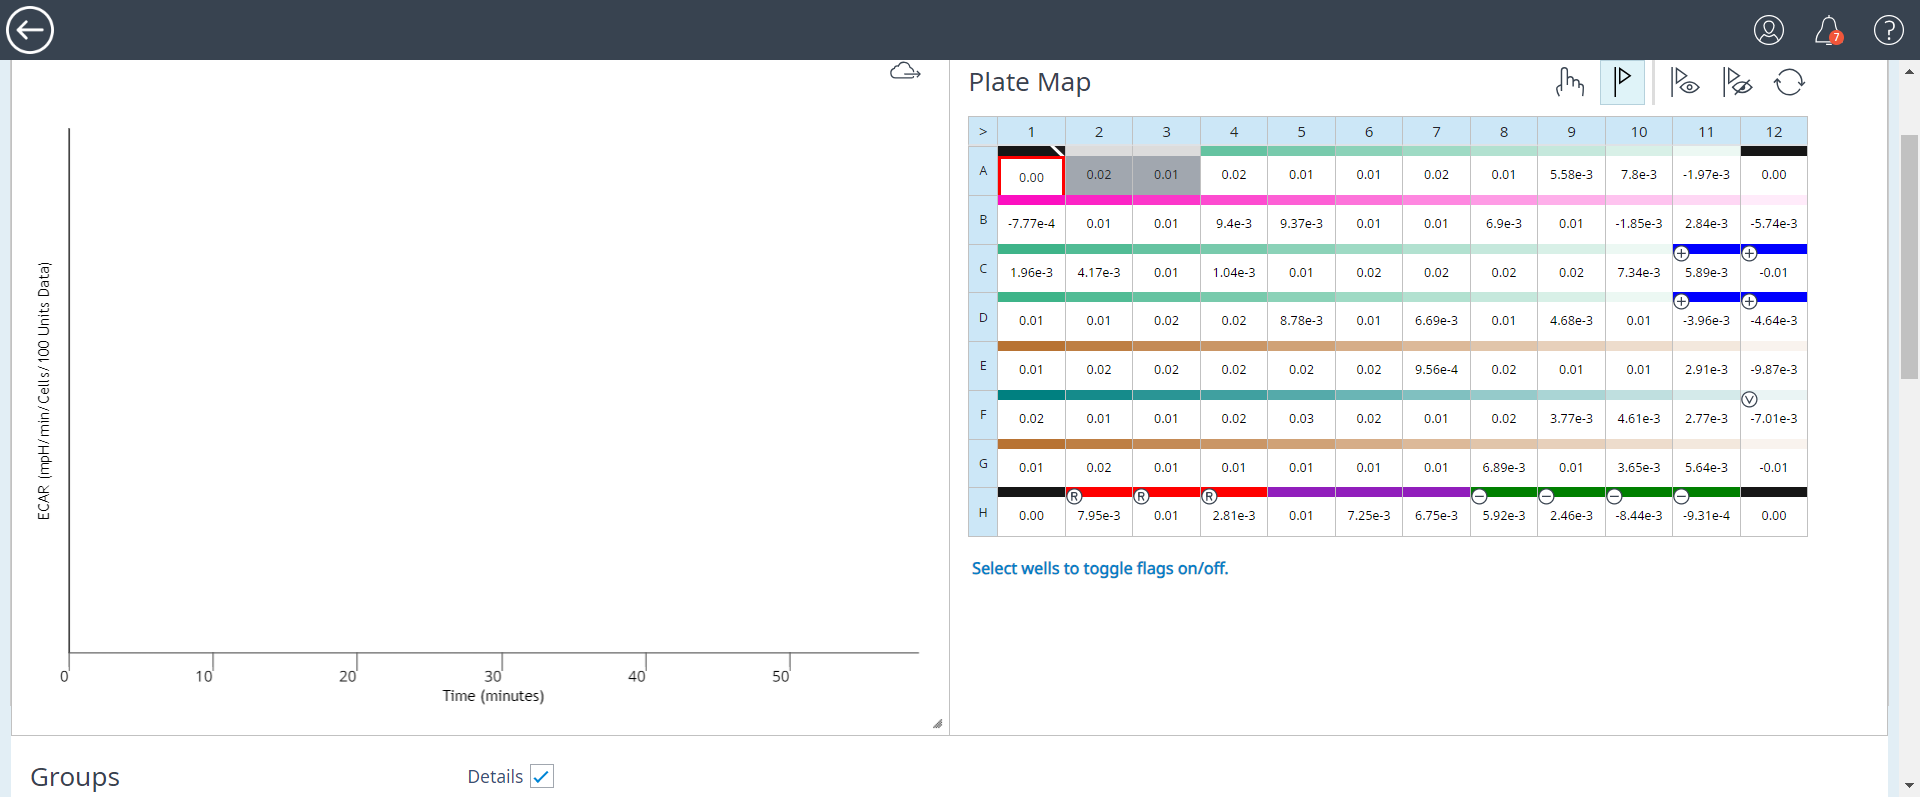 7
?
Plate Map
> 1 2 3 4 5 6 7 8 9 10 11 12
A 0.00 0.02 0.01 0.02 0.01 0.01 0.02 0.01 5.58e-3 7.8e-3 -1.97e-3 0.00
B -7.77e-4 0.01 0.01 9.4e-3 9.37e-3 0.01 0.01 6.9e-3 0.01 -1.85e-3 2.84e-3 -5.74e-3
+ +
C 1.96e-3 4.17e-3 0.01 1.04e-3 0.01 0.02 0.02 0.02 0.02 7.34e-3 5.89e-3 -0.01
+ +
D 0.01 0.01 0.02 0.02 8.78e-3 0.01 6.69e-3 0.01 4.68e-3 0.01 -3.96e-3 -4.64e-3
E 0.01 0.02 0.02 0.02 0.02 0.02 9.56e-4 0.02 0.01 0.01 2.91e-3 -9.87e-3
V
F 0.02 0.01 0.01 0.02 0.03 0.02 0.01 0.02 3.77e-3 4.61e-3 2.77e-3 -7.01e-3
G 0.01 0.02 0.01 0.01 0.01 0.01 0.01 6.89e-3 0.01 3.65e-3 5.64e-3 -0.01
R R R − − − −
H 0.00 7.95e-3 0.01 2.81e-3 0.01 7.25e-3 6.75e-3 5.92e-3 2.46e-3 -8.44e-3 -9.31e-4 0.00
Select wells to toggle flags on/off.
ECAR (mpH/min/Cells/100 Units Data)
0 10 20 30 40 50
Time (minutes)
Groups
Details